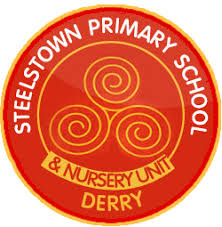 STEELSTOWN PRIMARY SCHOOL
& NURSERY UNIT
DERRY